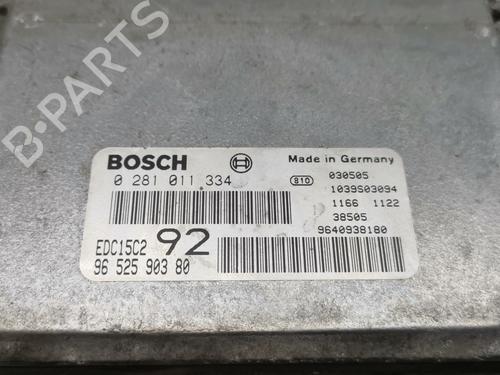 B-PARTS
BOSCH
Made in Germany
0 281 011 334
810
030505
1039S03094
1166 1122
38505
9640938180
EDC15C2
92
96 525 903 80